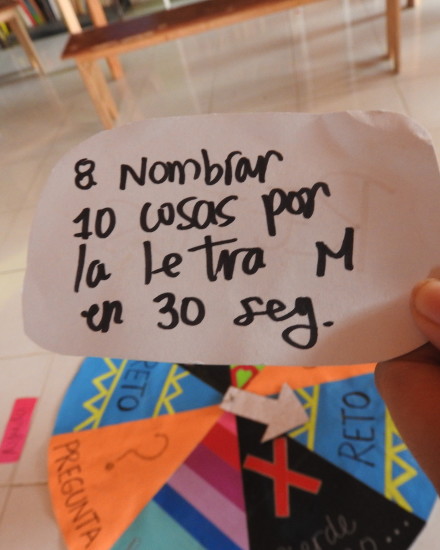 8 Nombrar
10 cosas por
la letra M
en 30 seg.
RETO
RETO
PREGUNTA
?